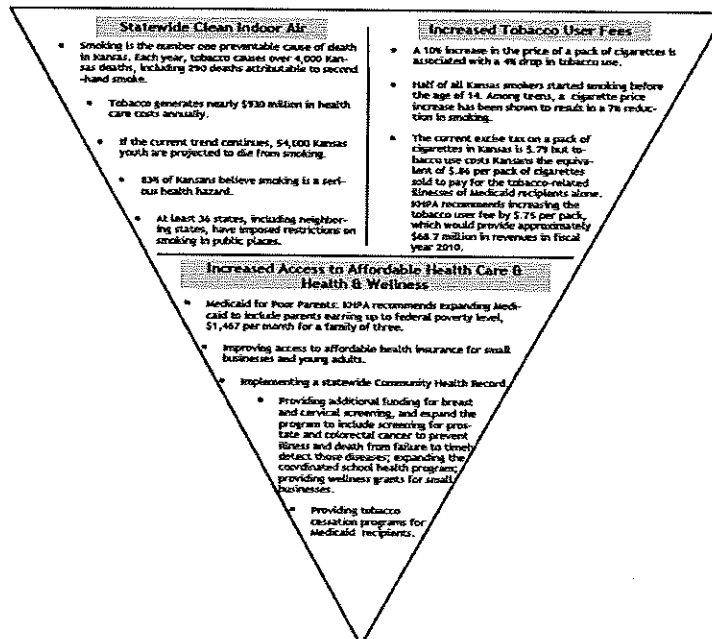 Statewide Clean Indoor Air
• Smoking is the number one preventable cause of death
in Kansas. Each year, tobacco causes over 4,000 Kan-
sas deaths, including 290 deaths attributable to second
-hand smoke.
• Tobacco generates nearly $930 million in health
care costs annually.
• If the current trend continues, 54,000 Kansas
youth are projected to die from smoking.
• 83% of Kansans believe smoking is a seri-
ous health hazard.
• At least 36 states, including neighbor-
ing states, have imposed restrictions on
smoking in public places.
Increased Tobacco User Fees
• A 10% increase in the price of a pack of cigarettes is
associated with a 4% drop in tobacco use.
• Half of all Kansas smokers started smoking before
the age of 14. Among teens, a cigarette price
increase has been shown to result in a 7% reduc-
tion in smoking.
• The current excise tax on a pack of
cigarettes in Kansas is $.79 but to-
bacco use costs Kansans the equiva-
lent of $.86 per pack of cigarettes
sold to pay for the tobacco-related
illnesses of Medicaid recipients alone.
KHPA recommends increasing the
tobacco user fee by $.75 per pack,
which would provide approximately
$68.7 million in revenues in fiscal
year 2010.
Increased Access to Affordable Health Care &
Health & Wellness
• Medicaid for Poor Parents: KHPA recommends expanding Medi-
caid to include parents earning up to federal poverty level,
$1,467 per month for a family of three.
• Improving access to affordable health insurance for small
businesses and young adults.
• Implementing a statewide Community Health Record.
• Providing additional funding for breast
and cervical screening, and expand the
program to include screening for pros-
tate and colorectal cancer to prevent
illness and death from failure to timely
detect those diseases; expanding the
coordinated school health program;
providing wellness grants for small
businesses.
• Providing tobacco
cessation programs for
Medicaid recipients.